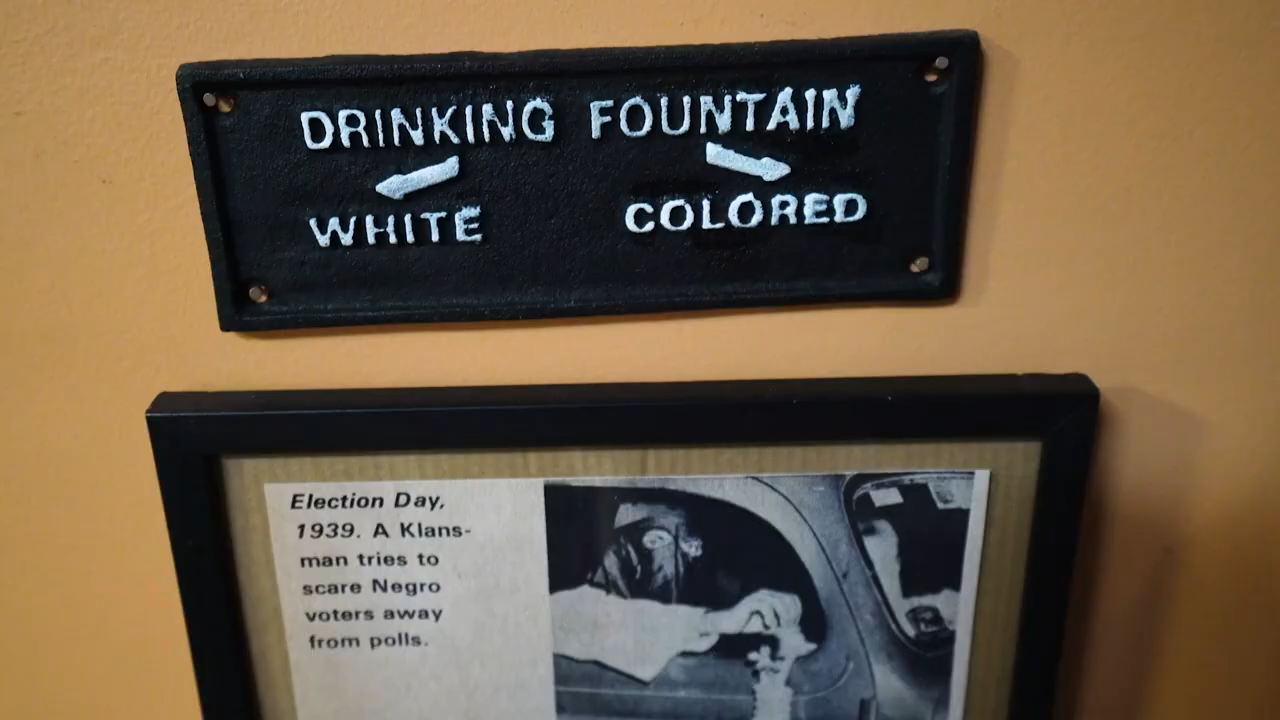 DRINKING FOUNTAIN
WHITE COLORED
Election Day,
1939. A Klans-
man tries to
scare Negro
voters away
from polls.